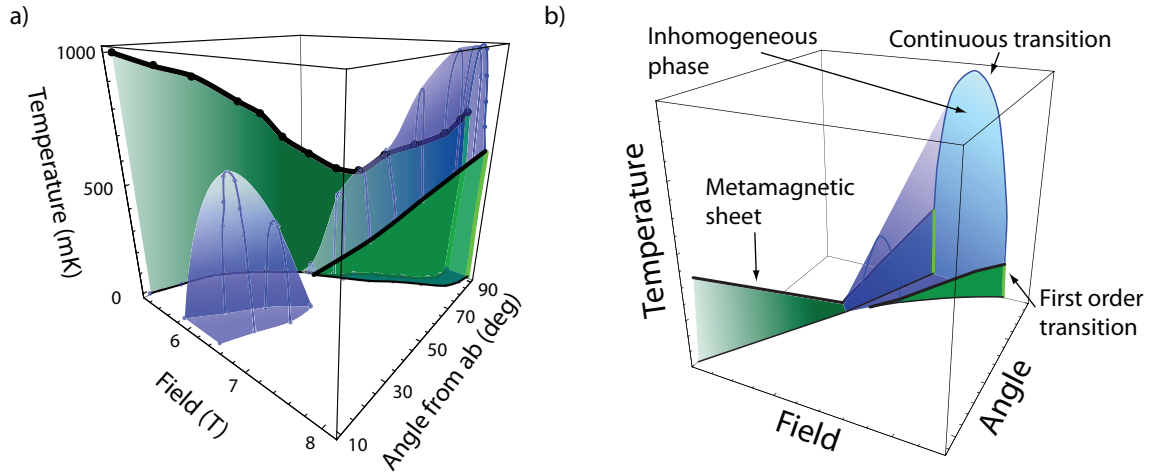 a)
1000
500
0
Temperature (mK)
6
7
8
Field (T)
10
30
50
70
90
Angle from ab (deg)
b)
Inhomogeneous
phase
Continuous transition
Metamagnetic
sheet
First order
transition
Temperature
Field
Angle